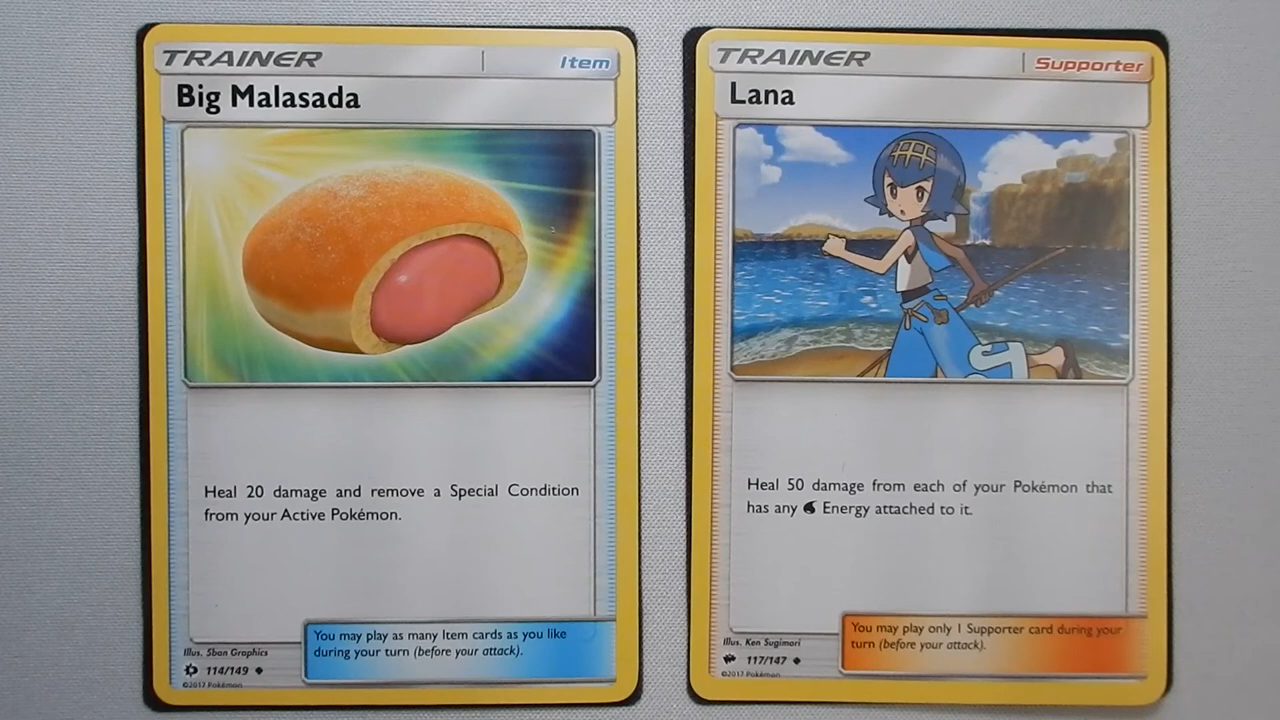 TRAINER
Item
Big Malasada
Heal 20 damage and remove a Special Condition
from your Active Pokémon.
You may play as many Item cards as you like
during your turn (before your attack).
Illus. Sban Graphics
114/149
©2017 Pokémon
TRAINER
Supporter
Lana
Heal 50 damage from each of your Pokémon that
has any Energy attached to it.
You may play only 1 Supporter card during your
turn (before your attack).
Illus. Ken Sugimori
117/147
©2017 Pokémon